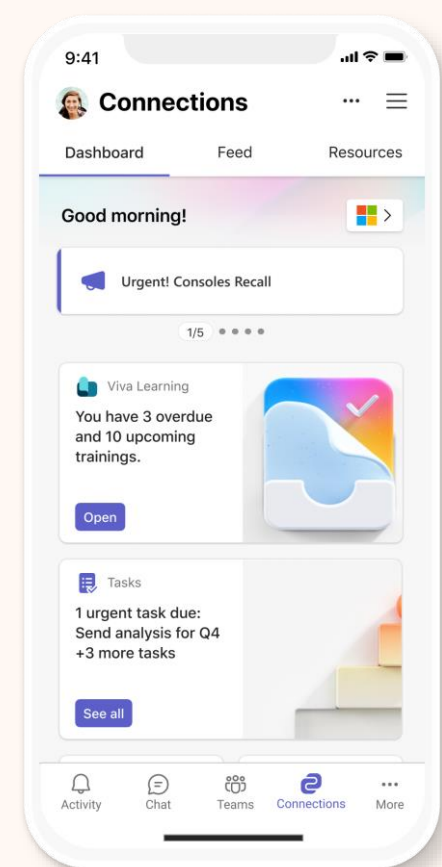 9:41
Connections
Dashboard Feed Resources
Good morning!
Urgent! Consoles Recall
1/5
Viva Learning
You have 3 overdue
and 10 upcoming
trainings.
Open
Tasks
1 urgent task due:
Send analysis for Q4
+3 more tasks
See all
Activity Chat Teams Connections More